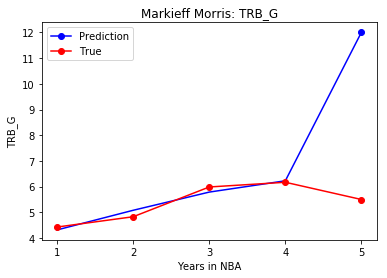 Markieff Morris: TRB_G
Prediction
True
12
11
10
9
8
7
6
5
4
TRB_G
1 2 3 4 5
Years in NBA